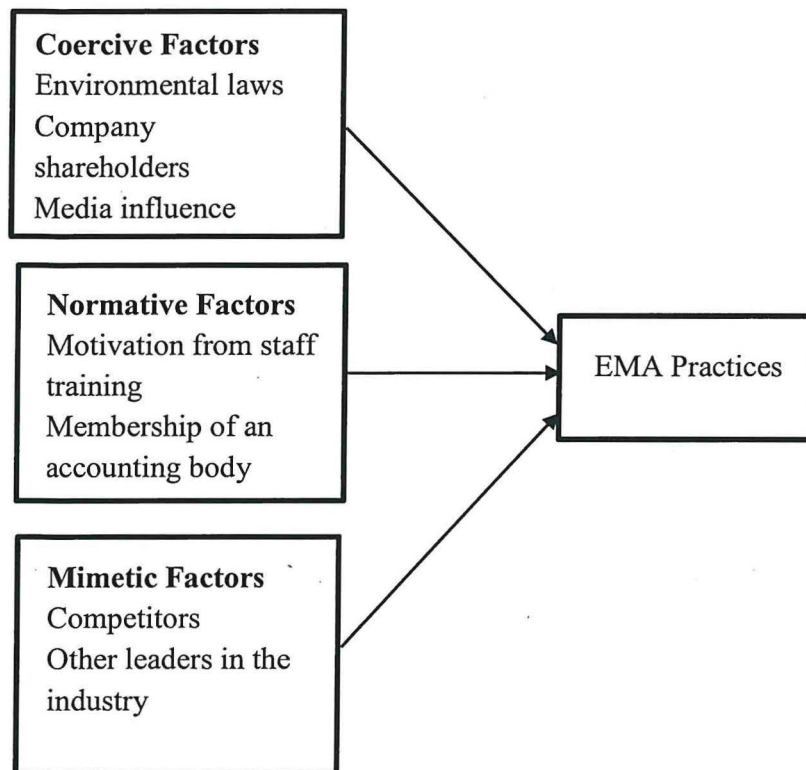 Coercive Factors
Environmental laws
Company
shareholders
Media influence
Normative Factors
Motivation from staff
training
Membership of an
accounting body
Mimetic Factors
Competitors
Other leaders in the
industry
EMA Practices